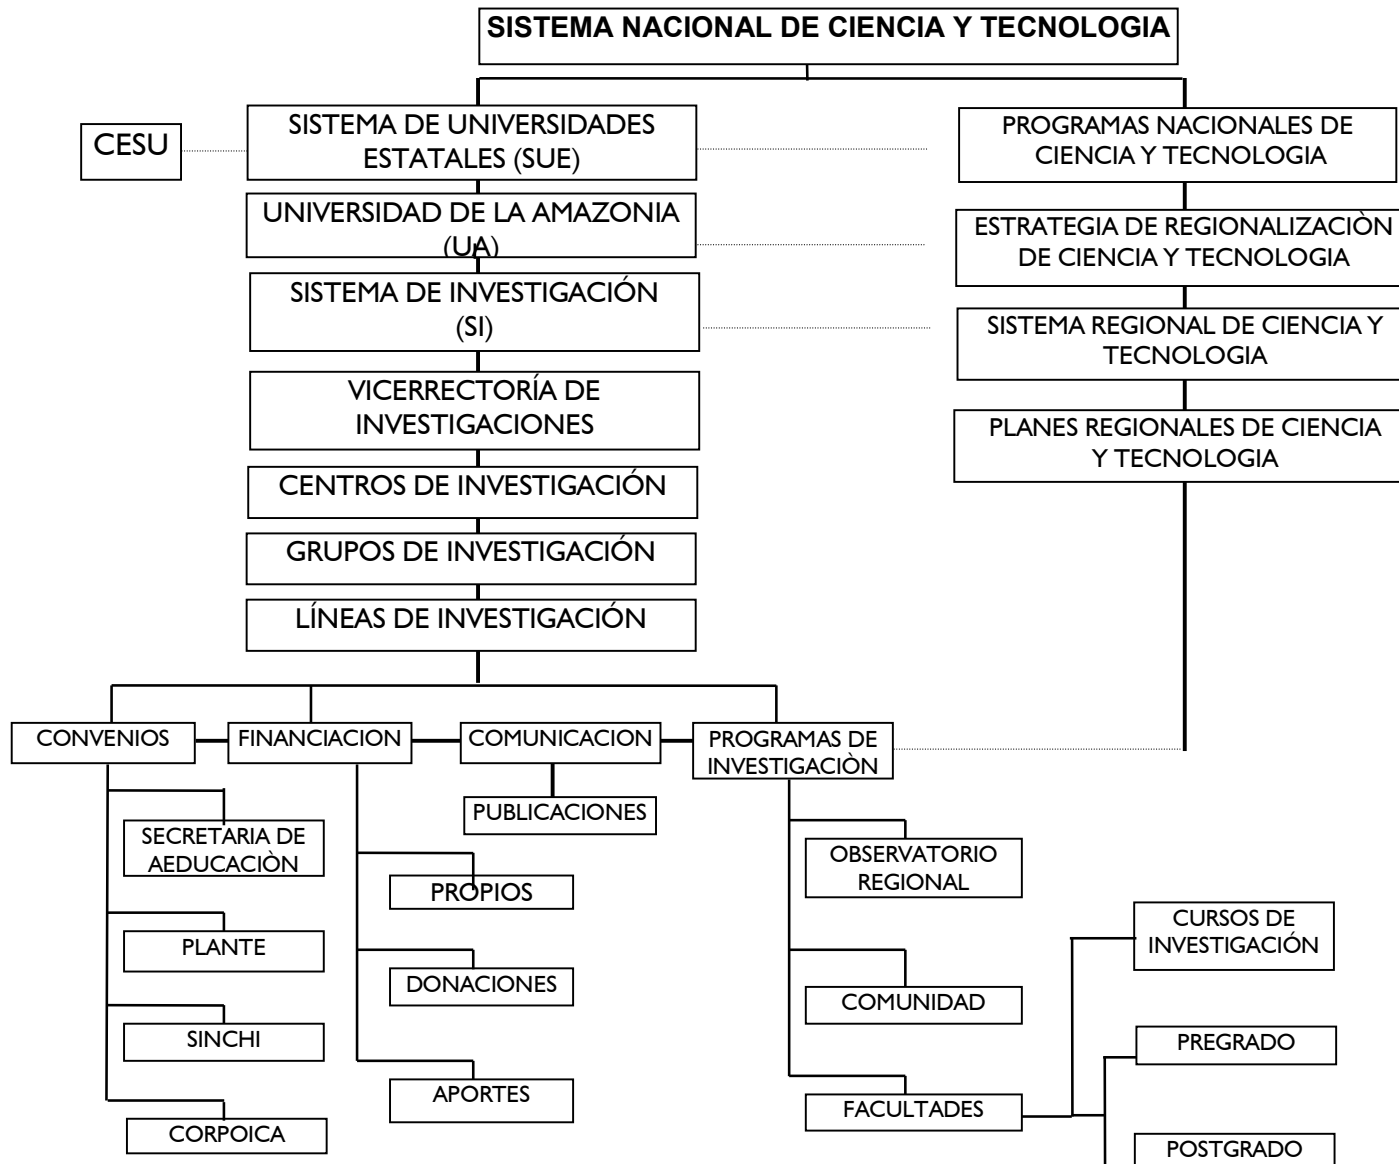 SISTEMA NACIONAL DE CIENCIA Y TECNOLOGIA
CESU
SISTEMA DE UNIVERSIDADES
ESTATALES (SUE)
PROGRAMAS NACIONALES DE
CIENCIA Y TECNOLOGIA
UNIVERSIDAD DE LA AMAZONIA
(UA)
ESTRATEGIA DE REGIONALIZACIÒN
DE CIENCIA Y TECNOLOGIA
SISTEMA DE INVESTIGACIÓN
(SI)
SISTEMA REGIONAL DE CIENCIA Y
TECNOLOGIA
VICERRECTORÍA DE
INVESTIGACIONES
PLANES REGIONALES DE CIENCIA
Y TECNOLOGIA
CENTROS DE INVESTIGACIÓN
GRUPOS DE INVESTIGACIÓN
LÍNEAS DE INVESTIGACIÓN
CONVENIOS
FINANCIACION
COMUNICACION
PROGRAMAS DE
INVESTIGACIÒN
SECRETARIA DE
AEDUCACIÒN
PLANTE
SINCHI
CORPOICA
PROPIOS
DONACIONES
APORTES
PUBLICACIONES
OBSERVATORIO
REGIONAL
COMUNIDAD
FACULTADES
CURSOS DE
INVESTIGACIÓN
PREGRADO
POSTGRADO